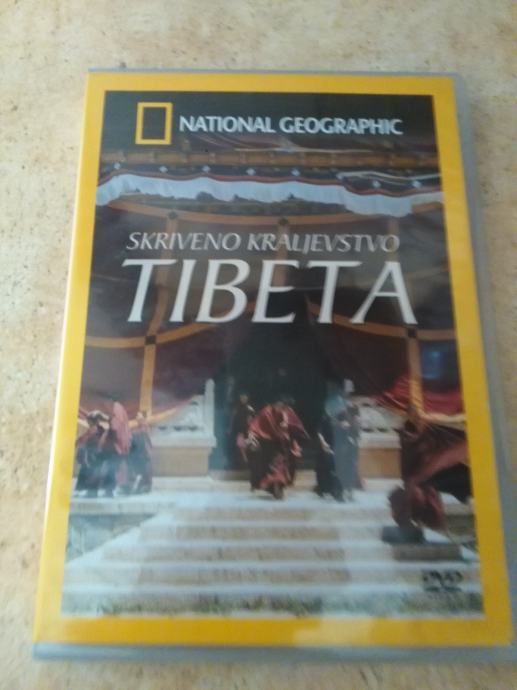 NATIONAL GEOGRAPHIC
SKRIVENO KRALJEVSTVO
TIBETA
DVD